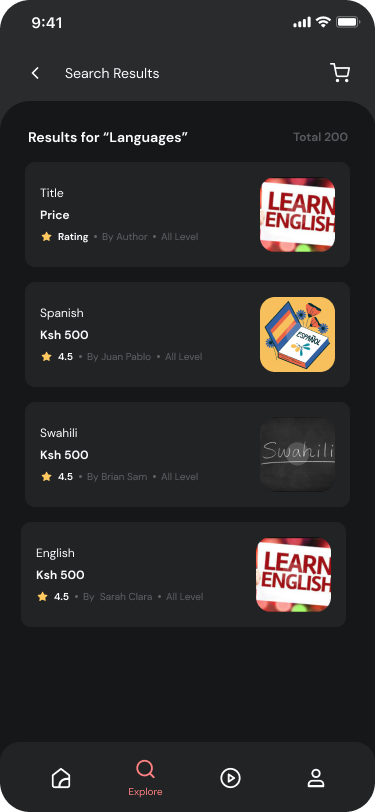 9:41
Search Results
Results for “Languages” Total 200
Title
Price
Rating • By Author • All Level
LEARN
ENGLISH
Spanish
Ksh 500
4.5 • By Juan Pablo • All Level
ESPAÑOL
Swahili
Ksh 500
4.5 • By Brian Sam • All Level
Swahili
English
Ksh 500
4.5 • By Sarah Clara • All Level
LEARN
ENGLISH
Explore